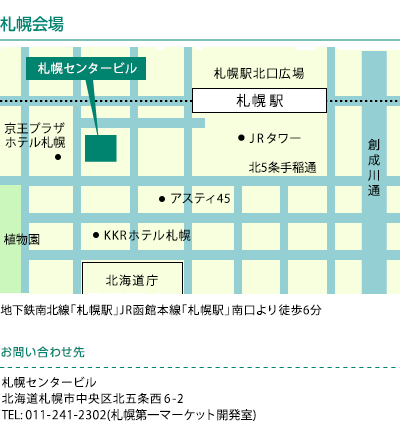 札幌会場
札幌センタービル
札幌駅北口広場
札幌駅
京王プラザ
ホテル札幌
JRタワー
創成川通
北5条手稲通
アスティ45
植物園
KKRホテル札幌
北海道庁
地下鉄南北線「札幌駅」JR函館本線「札幌駅」南口より徒歩6分
お問い合わせ先
札幌センタービル
北海道札幌市中央区北五条西6-2
TEL: 011-241-2302(札幌第一マーケット開発室)